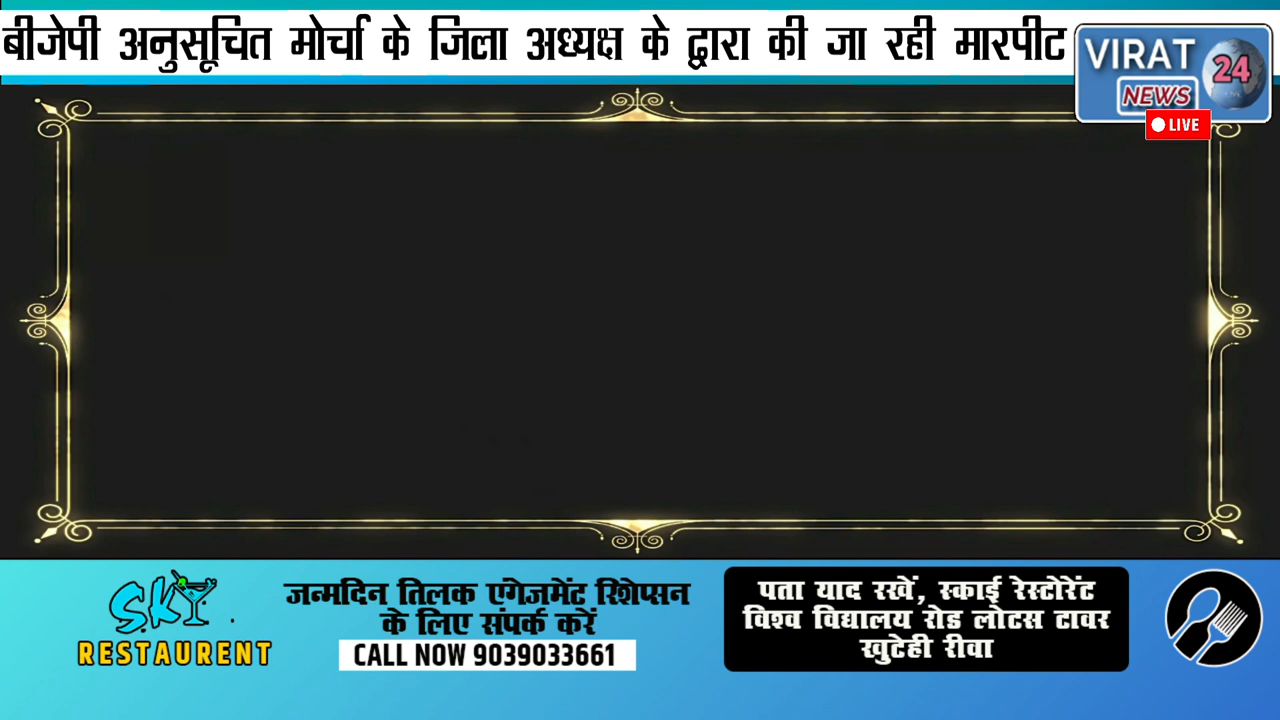 बीजेपी अनुसूचित मोर्चा के जिला अध्यक्ष के द्वारा की जा रही मारपीट
VIRAT
24
NEWS
LIVE
SKY
RESTAURENT
जन्मदिन तिलक एंगेजमेंट रिशेप्सन
के लिए संपर्क करें
CALL NOW 9039033661
पता याद रखें, स्काई रेस्टोरेंट
विश्व विद्यालय रोड लोटस टावर
खुटेही रीवा